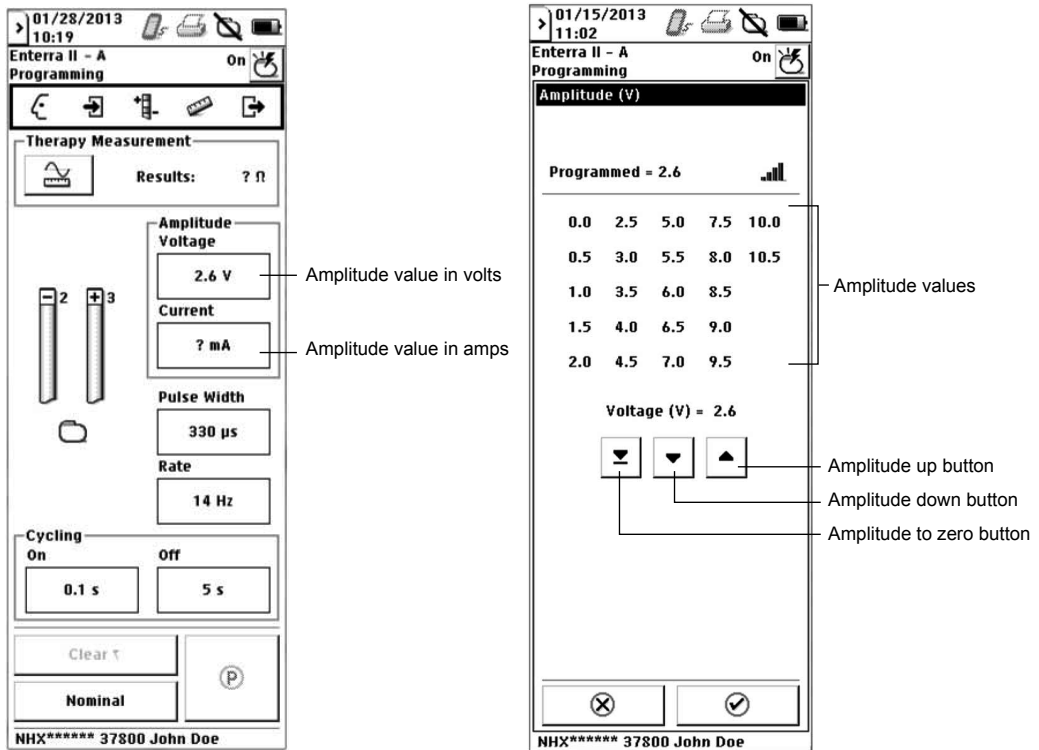 01/28/2013
10:19
Enterra II - A
Programming
On
Therapy Measurement
Results: ? Ω
Amplitude
Voltage
2.6 V
Current
? mA
- 2 + 3
Pulse Width
330 µs
Rate
14 Hz
Cycling
On Off
0.1 s 5 s
Clear
Nominal
P
NHX****** 37800 John Doe
Amplitude value in volts
Amplitude value in amps
01/15/2013
11:02
Enterra II - A
Programming
On
Amplitude (V)
Programmed = 2.6
0.0 2.5 5.0 7.5 10.0
0.5 3.0 5.5 8.0 10.5
1.0 3.5 6.0 8.5
1.5 4.0 6.5 9.0
2.0 4.5 7.0 9.5
Voltage (V) = 2.6
NHX****** 37800 John Doe
Amplitude values
Amplitude up button
Amplitude down button
Amplitude to zero button